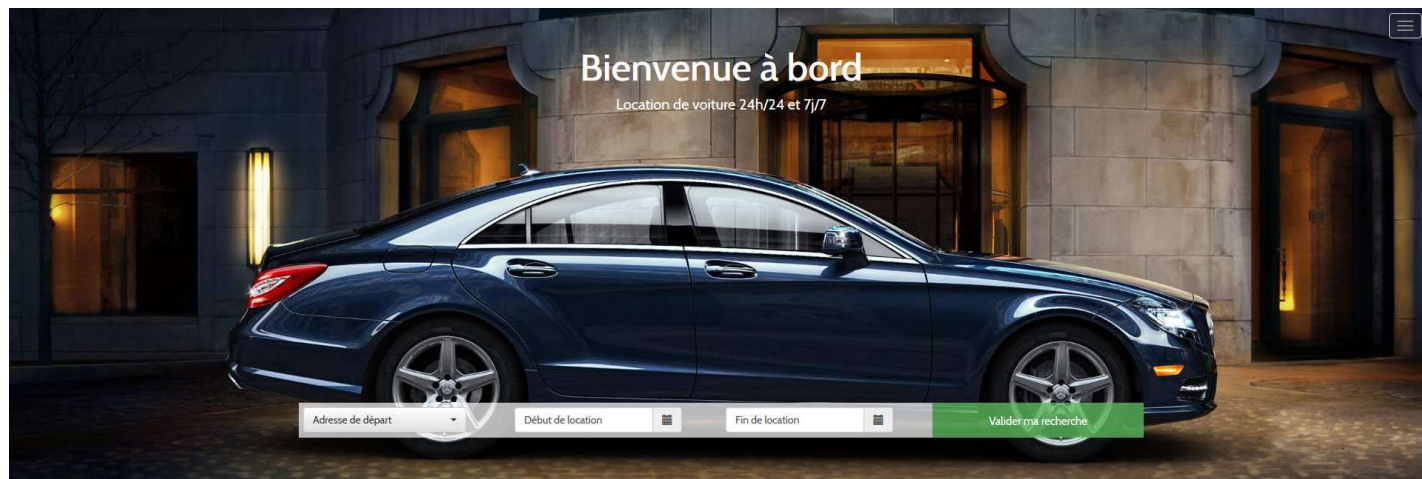 Bienvenue à bord
Location de voiture 24h/24 et 7j/7
Adresse de départ
Début de location
Fin de location
Valider ma recherche